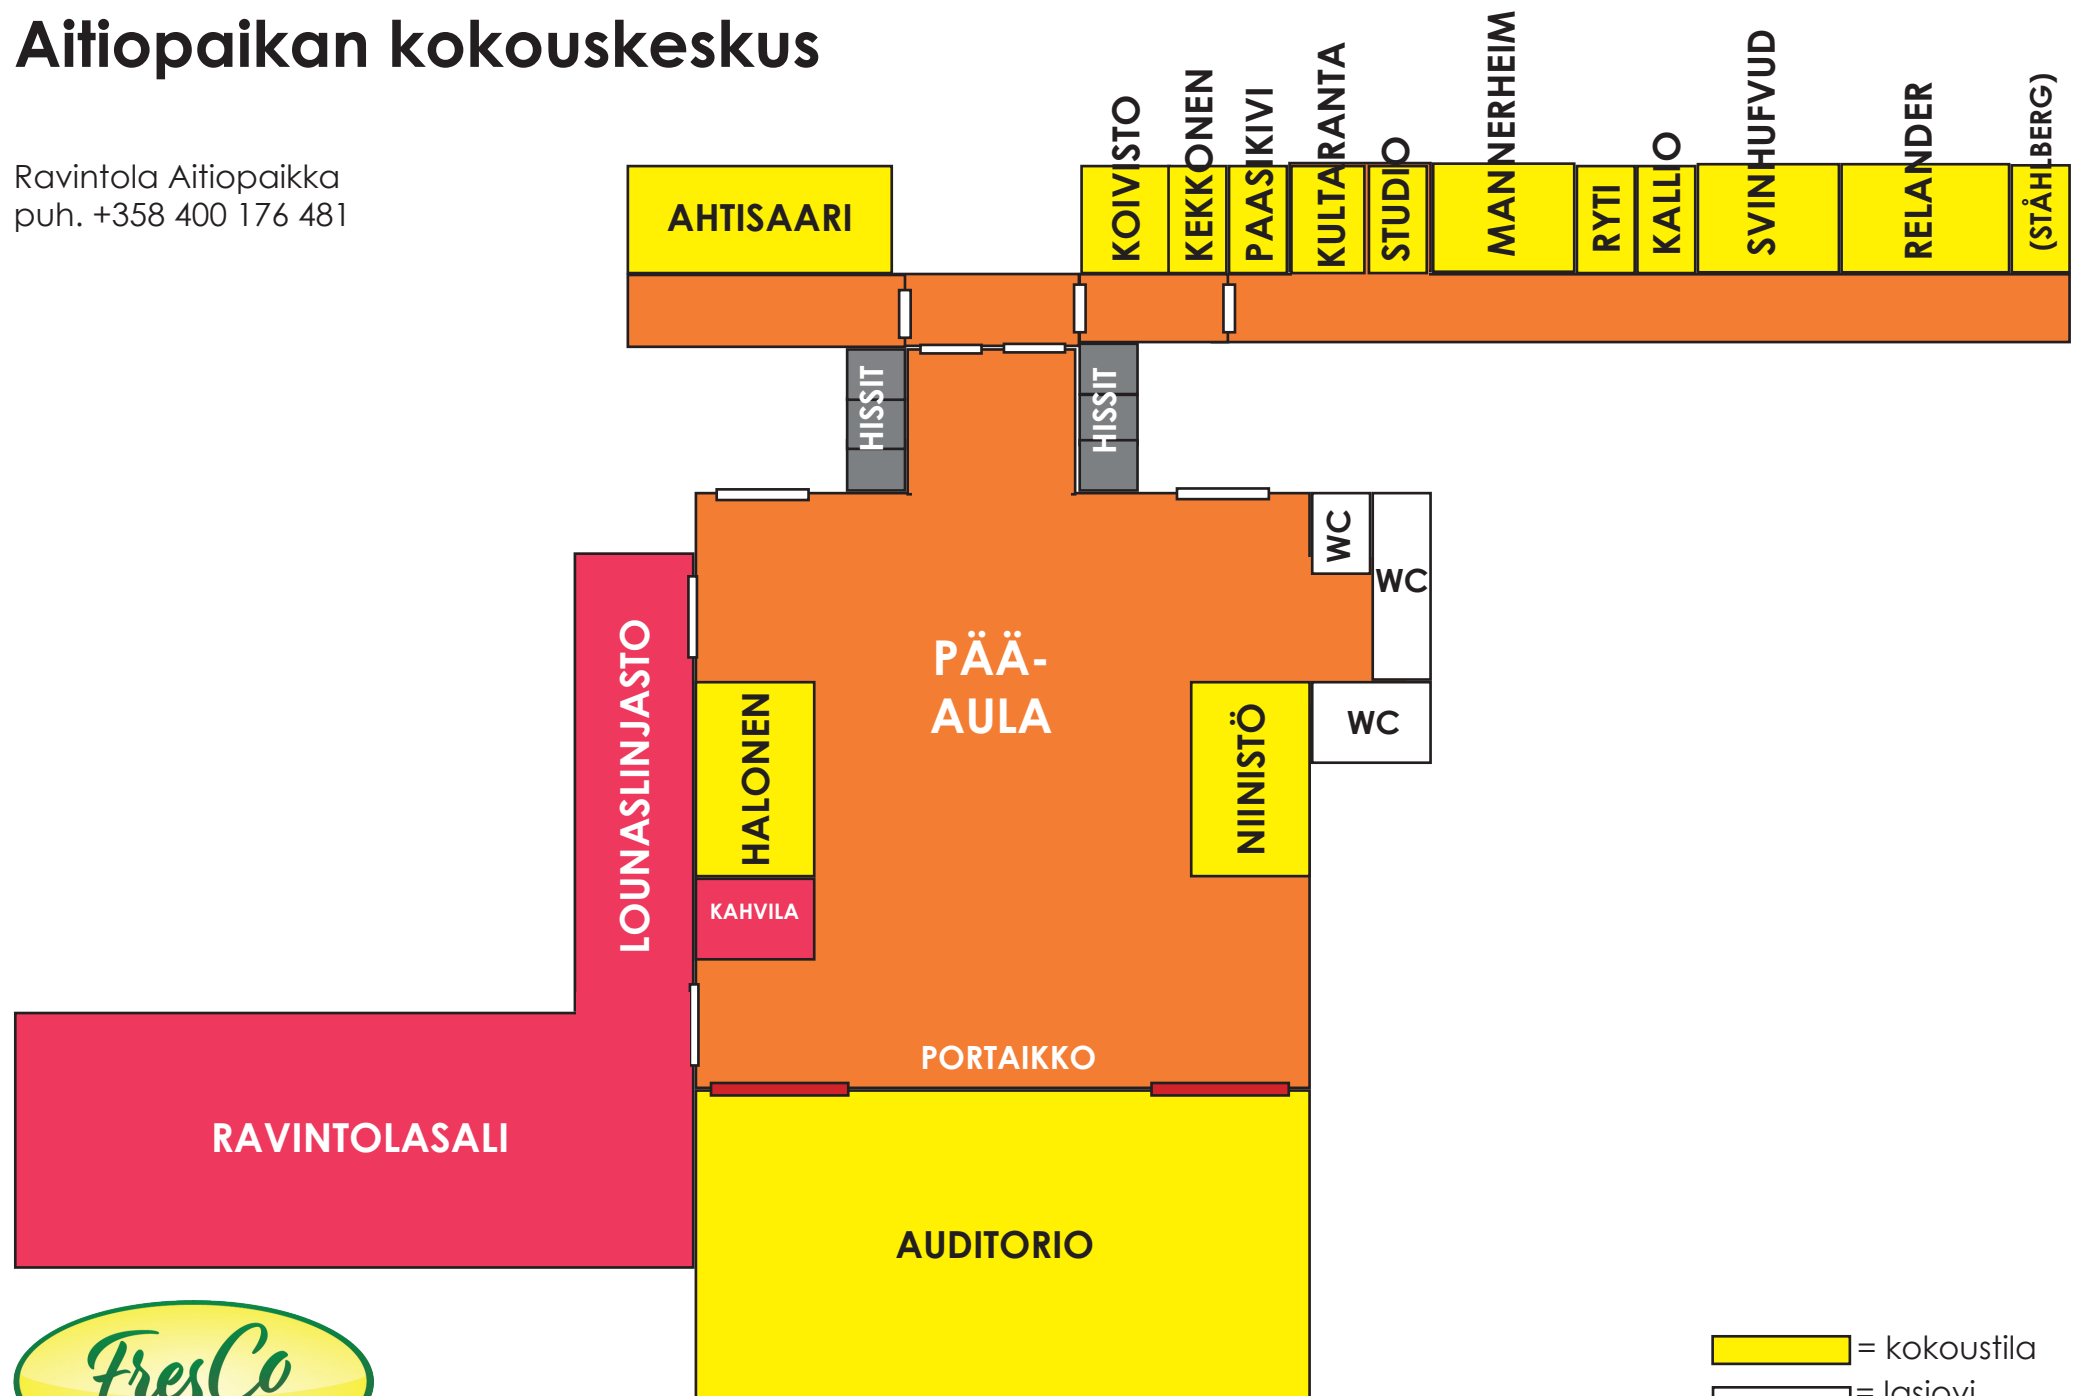 Aitiopaikan kokouskeskus
Ravintola Aitiopaikka
puh. +358 400 176 481
AHTISAARI
KOIVISTO
KEKKONEN
PAASIKIVI
KULTARANTA
STUDIO
MANNERHEIM
RYTI
KALLIO
SVINHUFVUD
RELANDER
(STÅHLBERG)
HISSIT
HISSIT
WC
WC
WC
PÄÄ-
AULA
LOUNASLINJASTO
HALONEN
NIINISTÖ
KAHVILA
PORTAIKKO
RAVINTOLASALI
AUDITORIO
FresCo
= kokoustila
= lasiovi